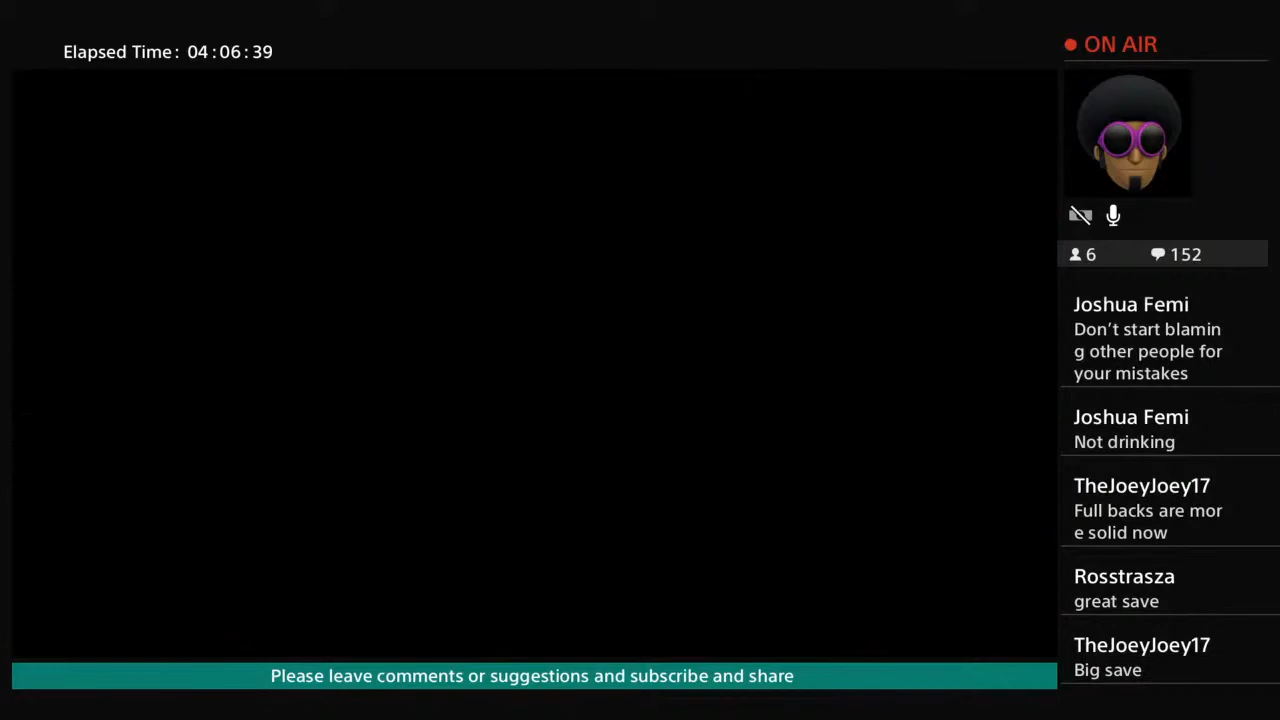 Elapsed Time: 04:06:39
ON AIR
6 152
Joshua Femi
Don't start blamin
g other people for
your mistakes
Joshua Femi
Not drinking
TheJoeyJoey17
Full backs are mor
e solid now
Rosstrasza
great save
TheJoeyJoey17
Big save
Please leave comments or suggestions and subscribe and share